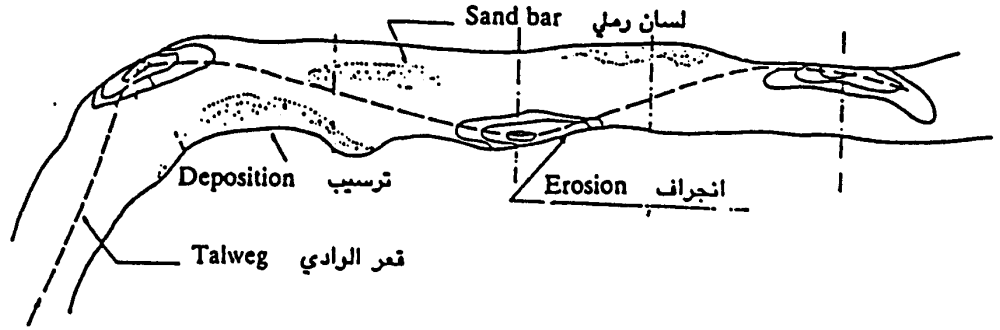 Sand bar لسان رملي
Deposition ترسيب
Erosion انجراف
Talweg قعر الوادي